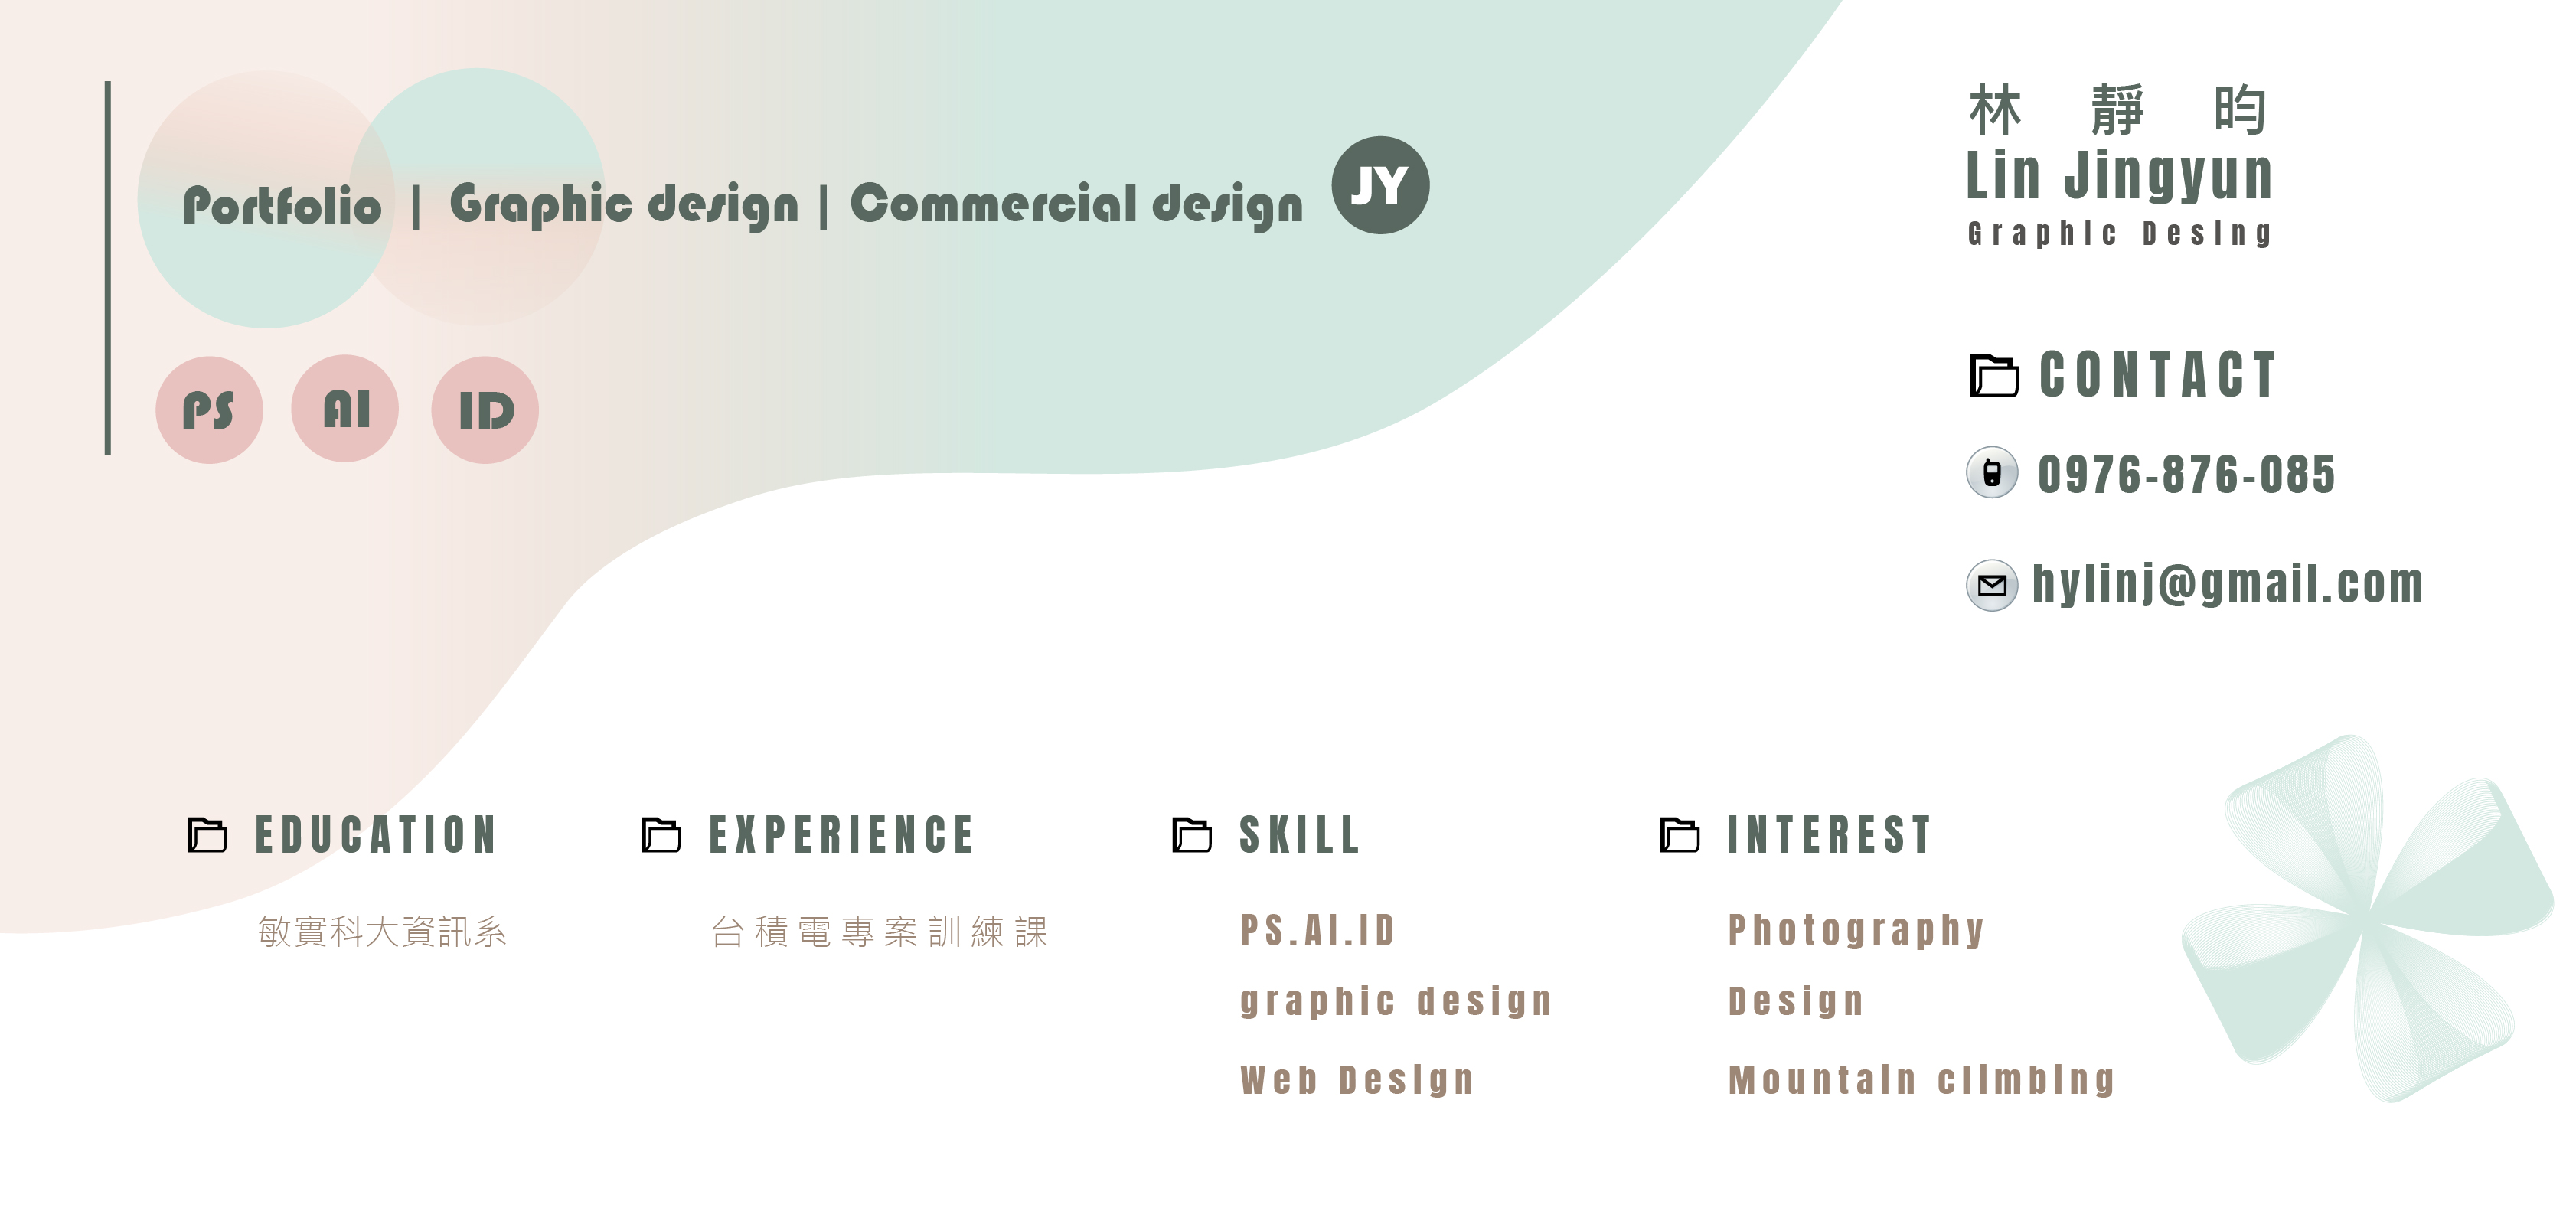 Portfolio | Graphic design | Commercial design
JY
PS
AI
ID
林 靜 昀
Lin Jingyun
Graphic Desing
CONTACT
0976-876-085
hylinj@gmail.com
EDUCATION
敏實科大資訊系
EXPERIENCE
台積電專案訓練課
SKILL
PS.AI.ID
graphic design
Web Design
INTEREST
Photography
Design
Mountain climbing